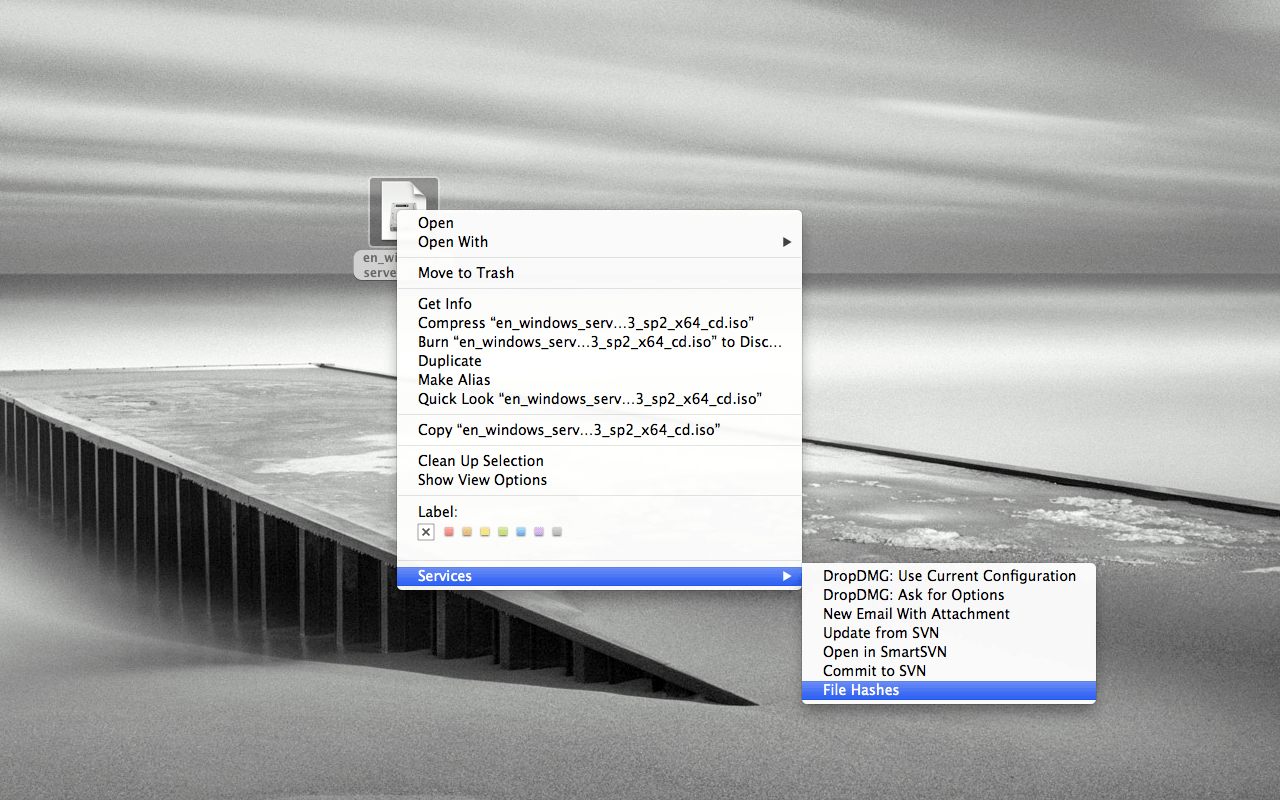 en_wi
serve
Open
Open With
Move to Trash
Get Info
Compress “en_windows_serv…3_sp2_x64_cd.iso”
Burn “en_windows_serv…3_sp2_x64_cd.iso” to Disc…
Duplicate
Make Alias
Quick Look “en_windows_serv…3_sp2_x64_cd.iso”
Copy “en_windows_serv…3_sp2_x64_cd.iso”
Clean Up Selection
Show View Options
Label:
Services
DropDMG: Use Current Configuration
DropDMG: Ask for Options
New Email With Attachment
Update from SVN
Open in SmartSVN
Commit to SVN
File Hashes